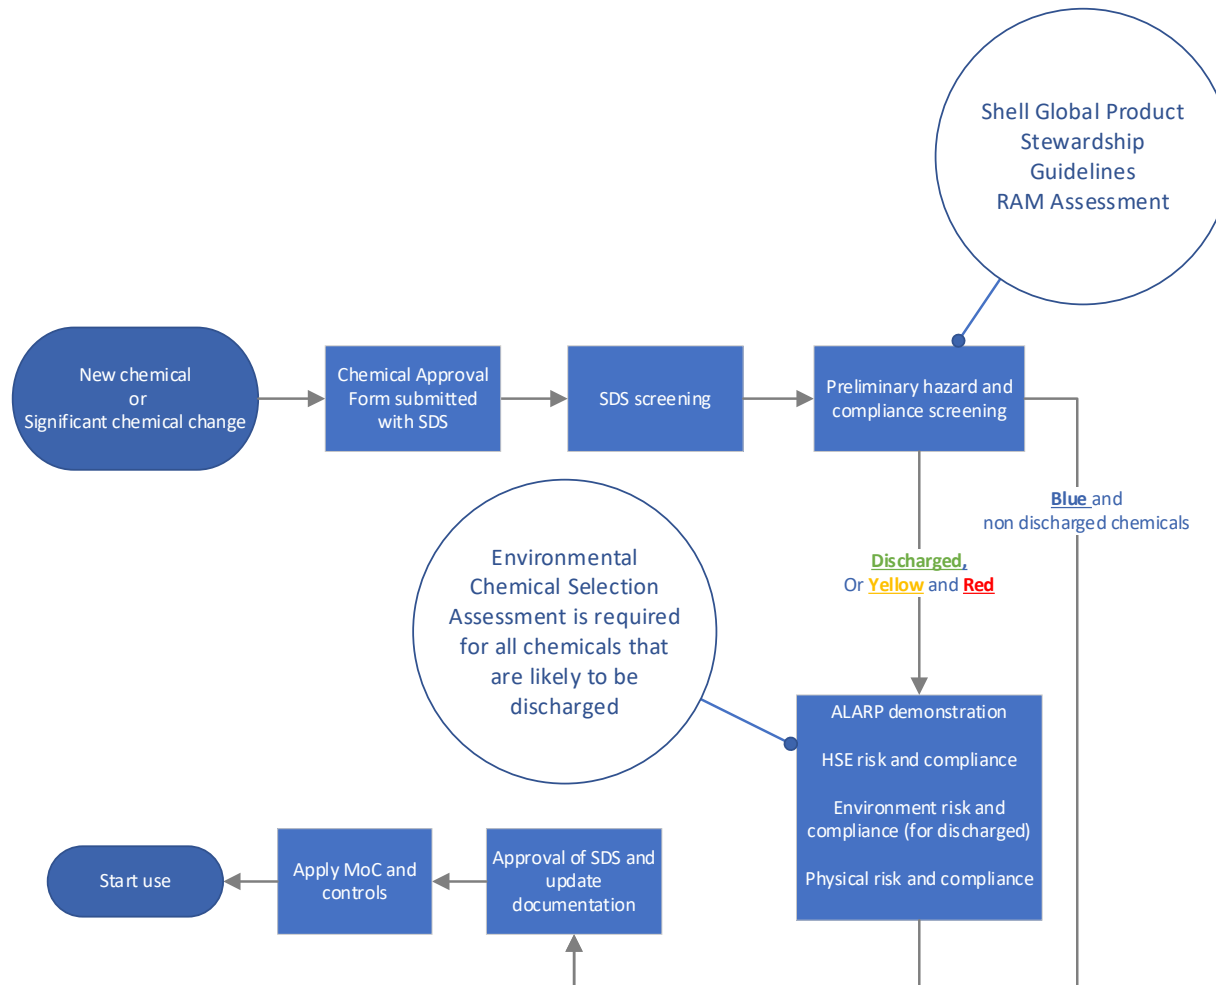 Shell Global Product
Stewardship
Guidelines
RAM Assessment
New chemical
or
Significant chemical change
Chemical Approval
Form submitted
with SDS
SDS screening
Preliminary hazard and
compliance screening
Blue and
non discharged chemicals
Discharged,
Or Yellow and Red
Environmental
Chemical Selection
Assessment is required
for all chemicals that
are likely to be
discharged
ALARP demonstration
HSE risk and compliance
Environment risk and
compliance (for discharged)
Physical risk and compliance
Approval of SDS and
update
documentation
Apply MoC and
controls
Start use